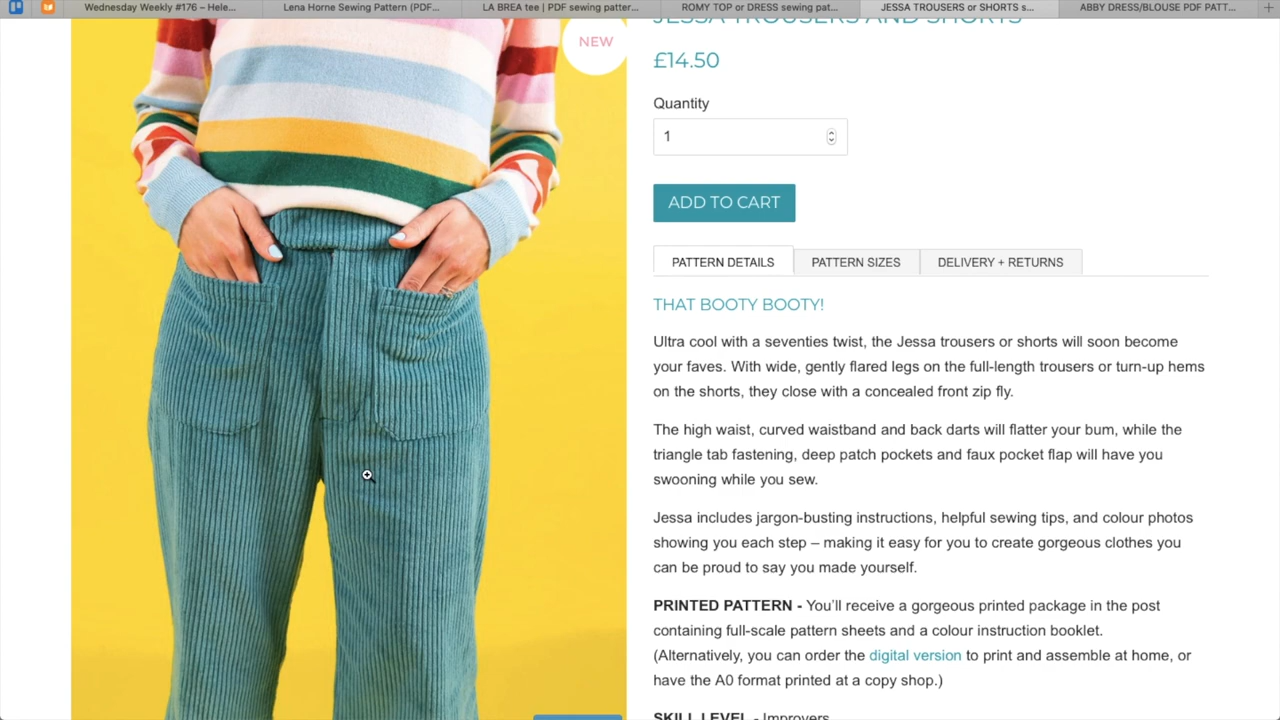 Wednesday Weekly #176 – Hele...
Lena Horne Sewing Pattern (PDF...
LA BREA tee | PDF sewing patter...
ROMY TOP or DRESS sewing pat...
JESSA TROUSERS or SHORTS s...
ABBY DRESS/BLOUSE PDF PATT...
JESSA TROUSERS AND SHORTS
NEW
£14.50
Quantity
1
ADD TO CART
PATTERN DETAILS
PATTERN SIZES
DELIVERY + RETURNS
THAT BOOTY BOOTY!
Ultra cool with a seventies twist, the Jessa trousers or shorts will soon become
your faves. With wide, gently flared legs on the full-length trousers or turn-up hems
on the shorts, they close with a concealed front zip fly.
The high waist, curved waistband and back darts will flatter your bum, while the
triangle tab fastening, deep patch pockets and faux pocket flap will have you
swooning while you sew.
Jessa includes jargon-busting instructions, helpful sewing tips, and colour photos
showing you each step – making it easy for you to create gorgeous clothes you
can be proud to say you made yourself.
PRINTED PATTERN - You'll receive a gorgeous printed package in the post
containing full-scale pattern sheets and a colour instruction booklet.
(Alternatively, you can order the digital version to print and assemble at home, or
have the A0 format printed at a copy shop.)
SKILL LEVEL - Improvers